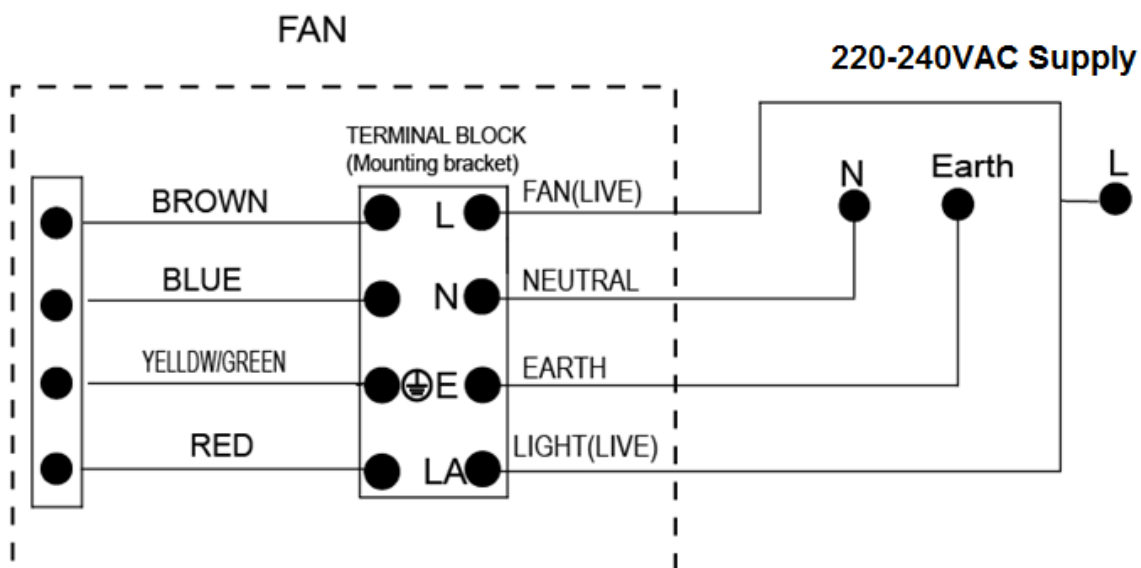 FAN
220-240VAC Supply
TERMINAL BLOCK
(Mounting bracket)
BROWN
L
FAN(LIVE)
N
Earth
L
BLUE
N
NEUTRAL
YELLDW/GREEN
E
EARTH
RED
LA
LIGHT(LIVE)